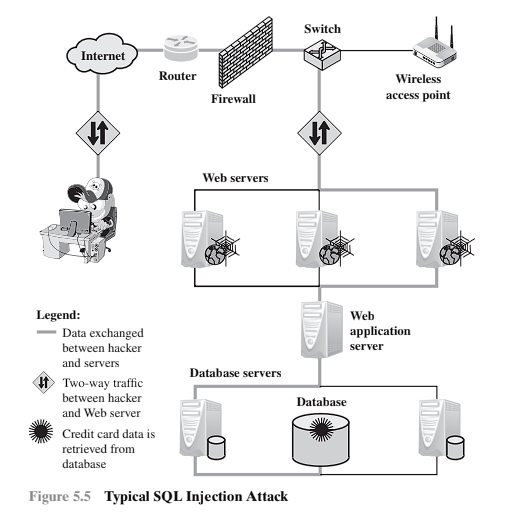 Switch
Internet
Router
Firewall
Wireless
access point
Web servers
Legend:
Data exchanged
between hacker
and servers
Two-way traffic
between hacker
and Web server
Credit card data is
retrieved from
database
Web
application
server
Database servers
Database
Figure 5.5 Typical SQL Injection Attack